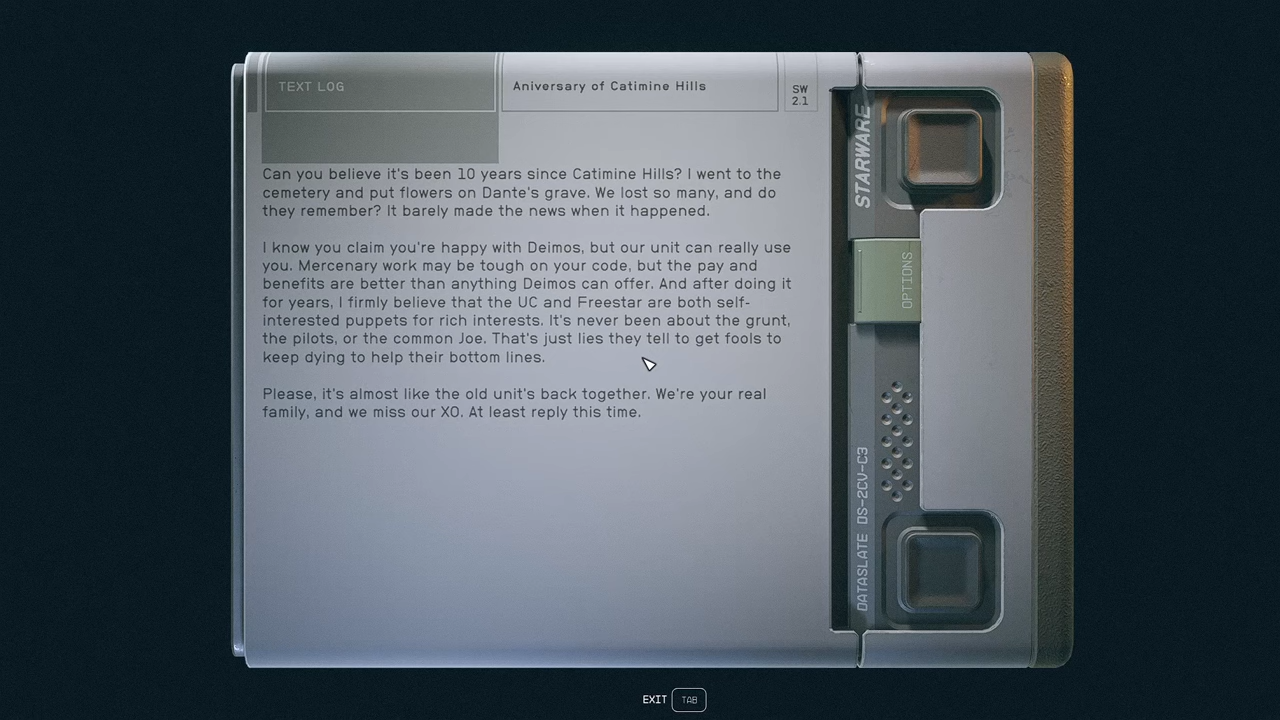 TEXT LOG
Aniversary of Catimine Hills
SW
2.1
Can you believe it's been 10 years since Catimine Hills? I went to the
cemetery and put flowers on Dante's grave. We lost so many, and do
they remember? It barely made the news when it happened.
I know you claim you're happy with Deimos, but our unit can really use
you. Mercenary work may be tough on your code, but the pay and
benefits are better than anything Deimos can offer. And after doing it
for years, I firmly believe that the UC and Freestar are both self-
interested puppets for rich interests. It's never been about the grunt,
the pilots, or the common Joe. That's just lies they tell to get fools to
keep dying to help their bottom lines.
Please, it's almost like the old unit's back together. We're your real
family, and we miss our XO. At least reply this time.
STARWARE
OPTIONS
DATASLATE DS-2CV-C3
EXIT TAB